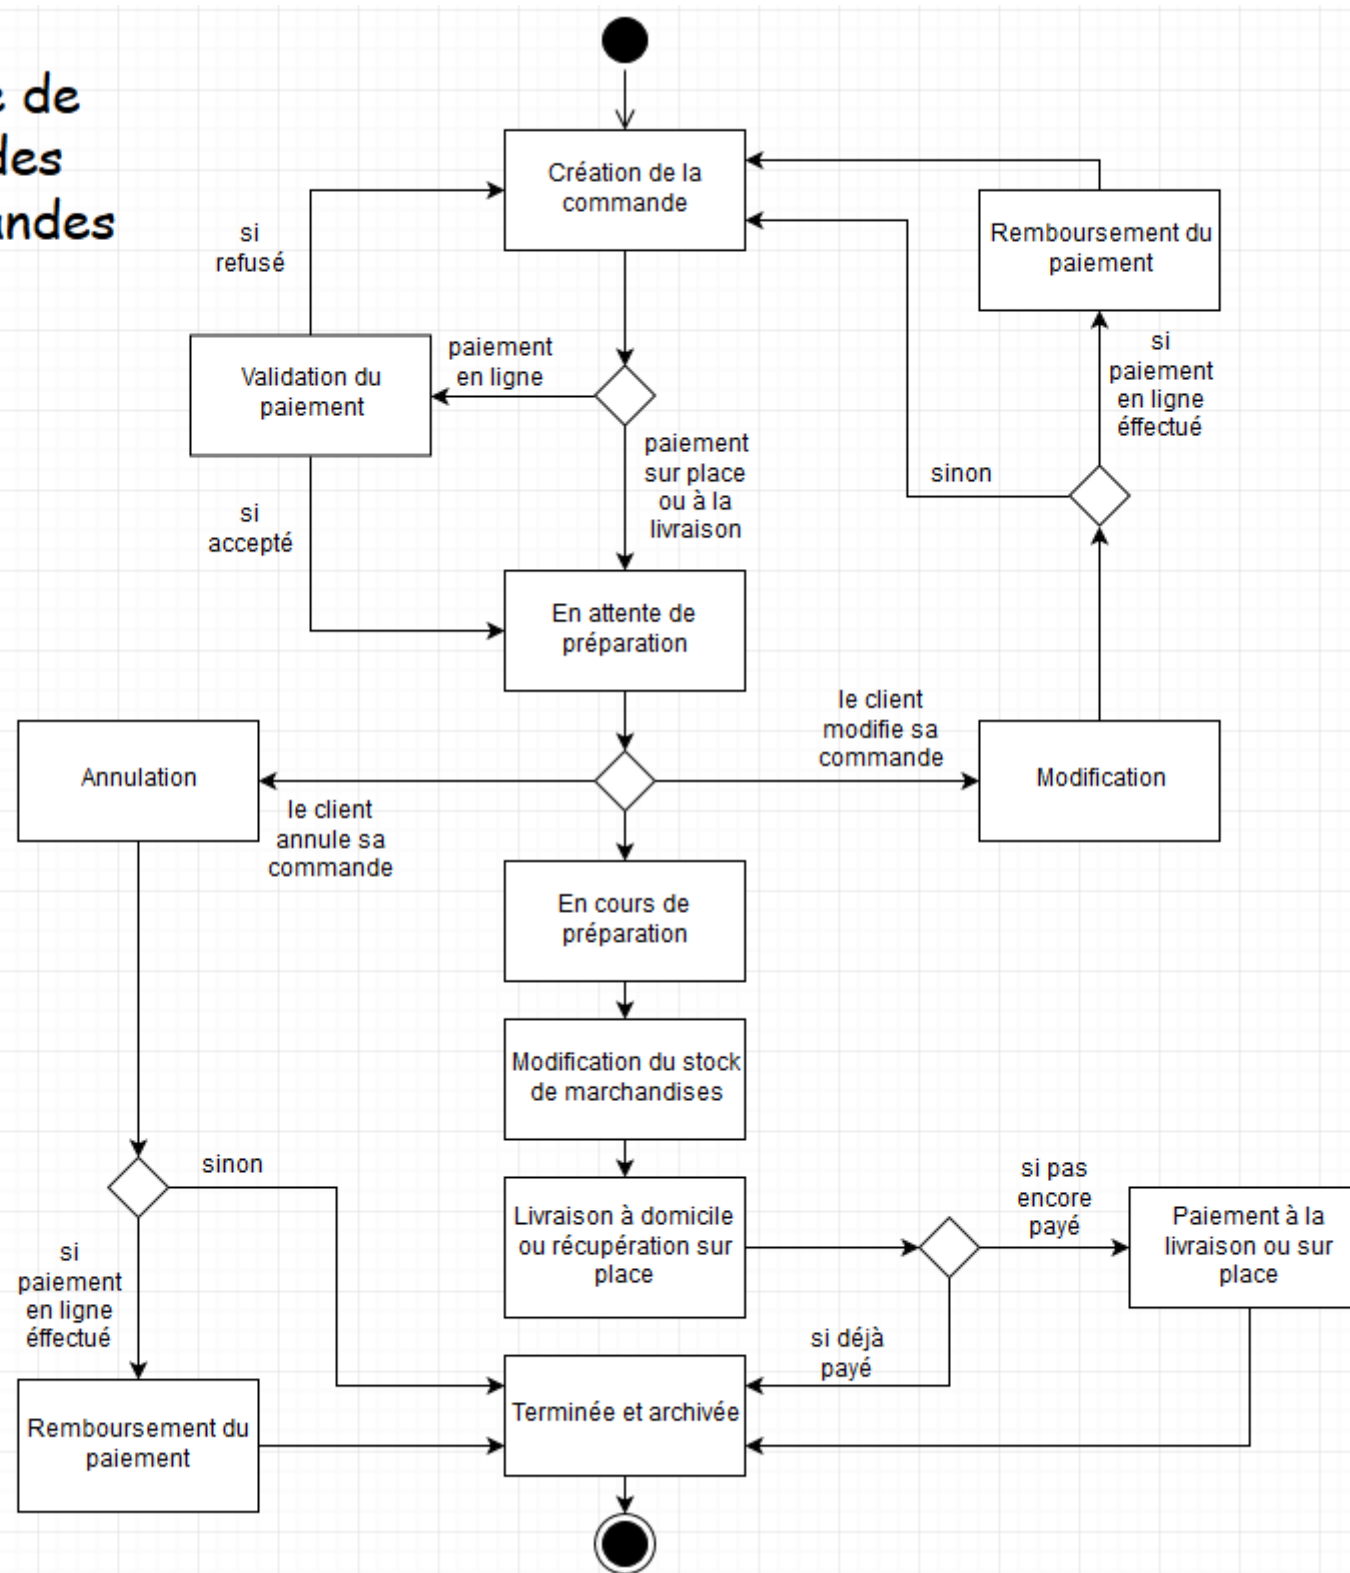 de
des
Création de la
commande
Remboursement du
paiement
si
refusé
paiement
en ligne
Validation du
paiement
si
paiement
en ligne
éffectué
paiement
sur place
ou à la
livraison
sinon
si
accepté
En attente de
préparation
le client
modifie sa
commande
Annulation
Modification
le client
annule sa
commande
En cours de
préparation
Modification du stock
de marchandises
sinon
si pas
encore
payé
Livraison à domicile
ou récupération sur
place
Paiement à la
livraison ou sur
place
si
paiement
en ligne
éffectué
si déjà
payé
Terminée et archivée
Remboursement du
paiement